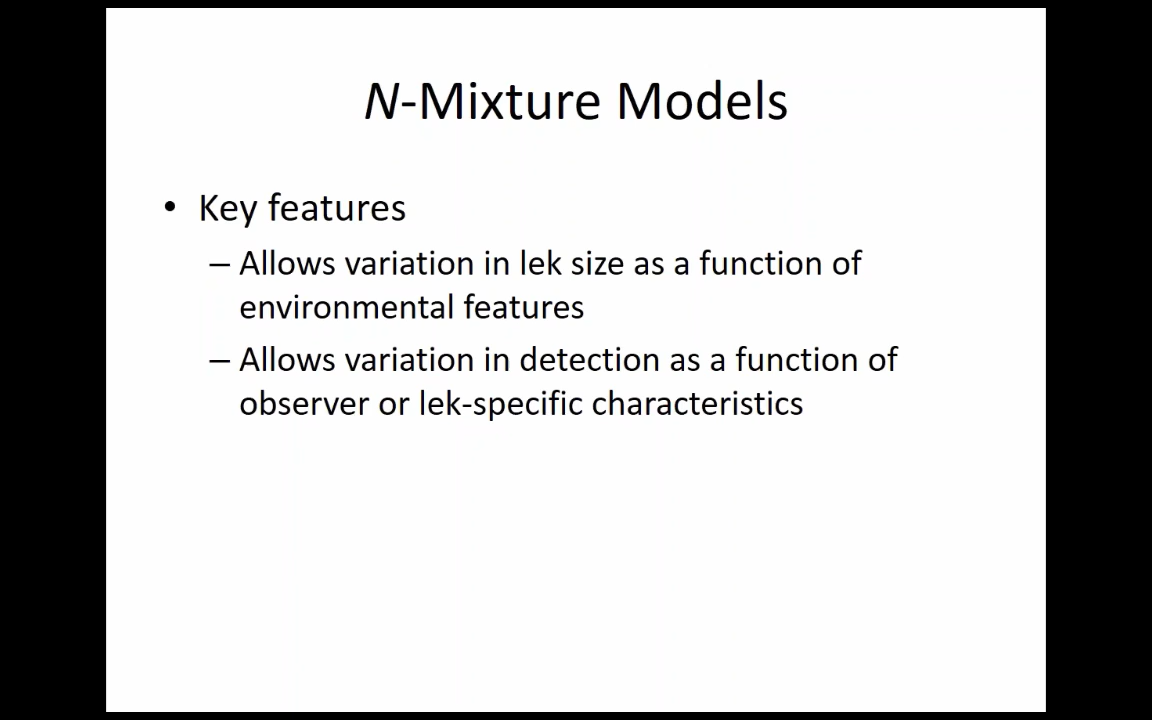 N-Mixture Models
• Key features
– Allows variation in lek size as a function of
environmental features
– Allows variation in detection as a function of
observer or lek-specific characteristics